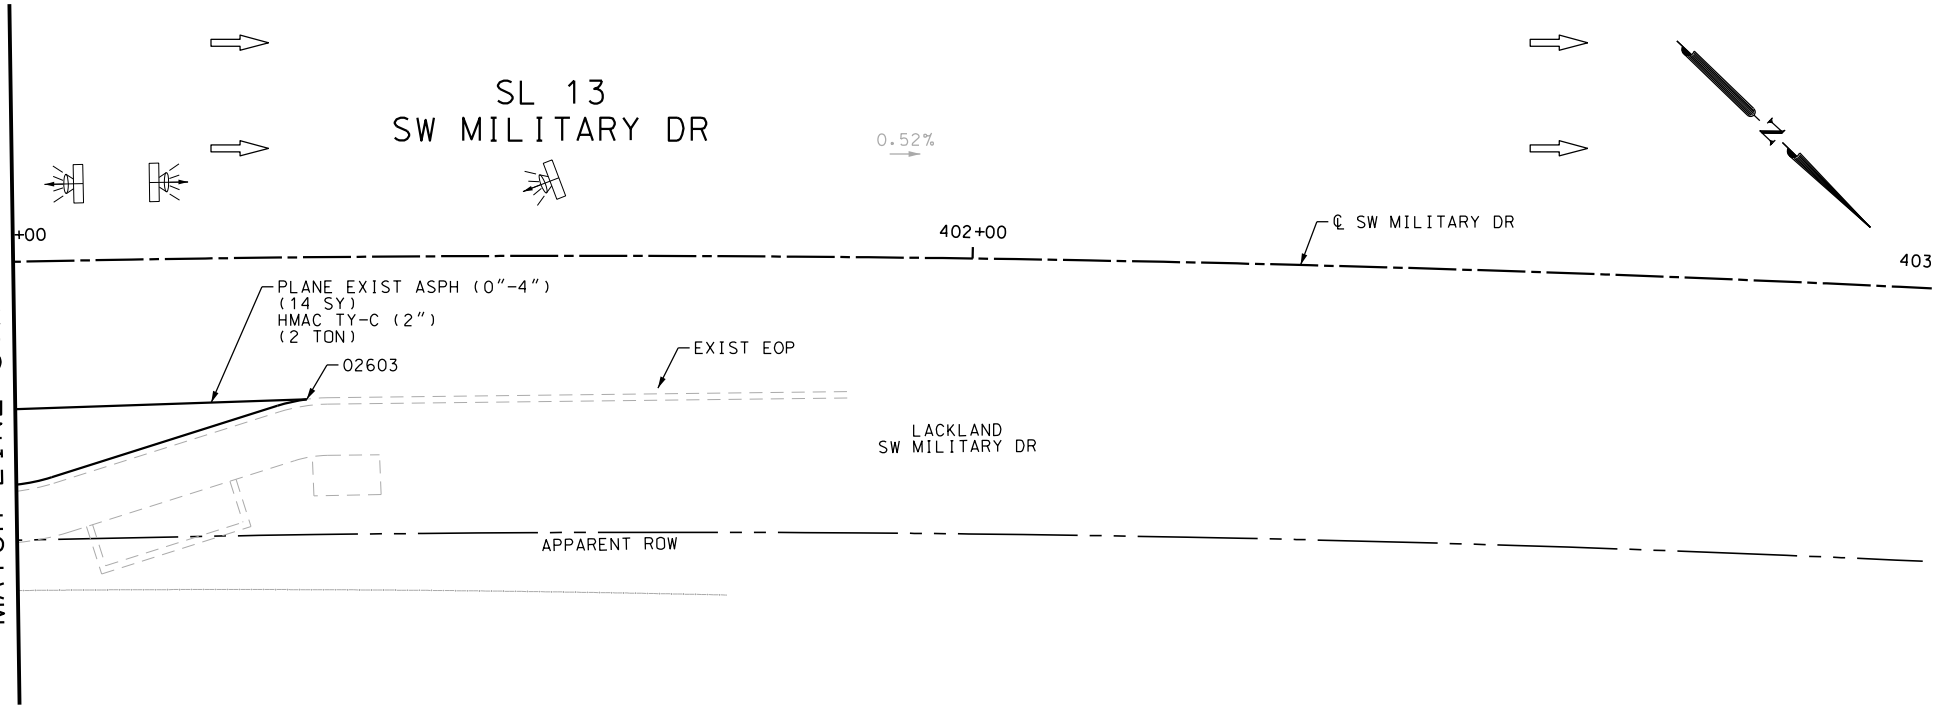 SL 13
SW MILITARY DR
0.52%
N
+00
402+00
℄ SW MILITARY DR
403
PLANE EXIST ASPH (0"-4")
(14 SY)
HMAC TY-C (2")
(2 TON)
02603
EXIST EOP
LACKLAND
SW MILITARY DR
APPARENT ROW